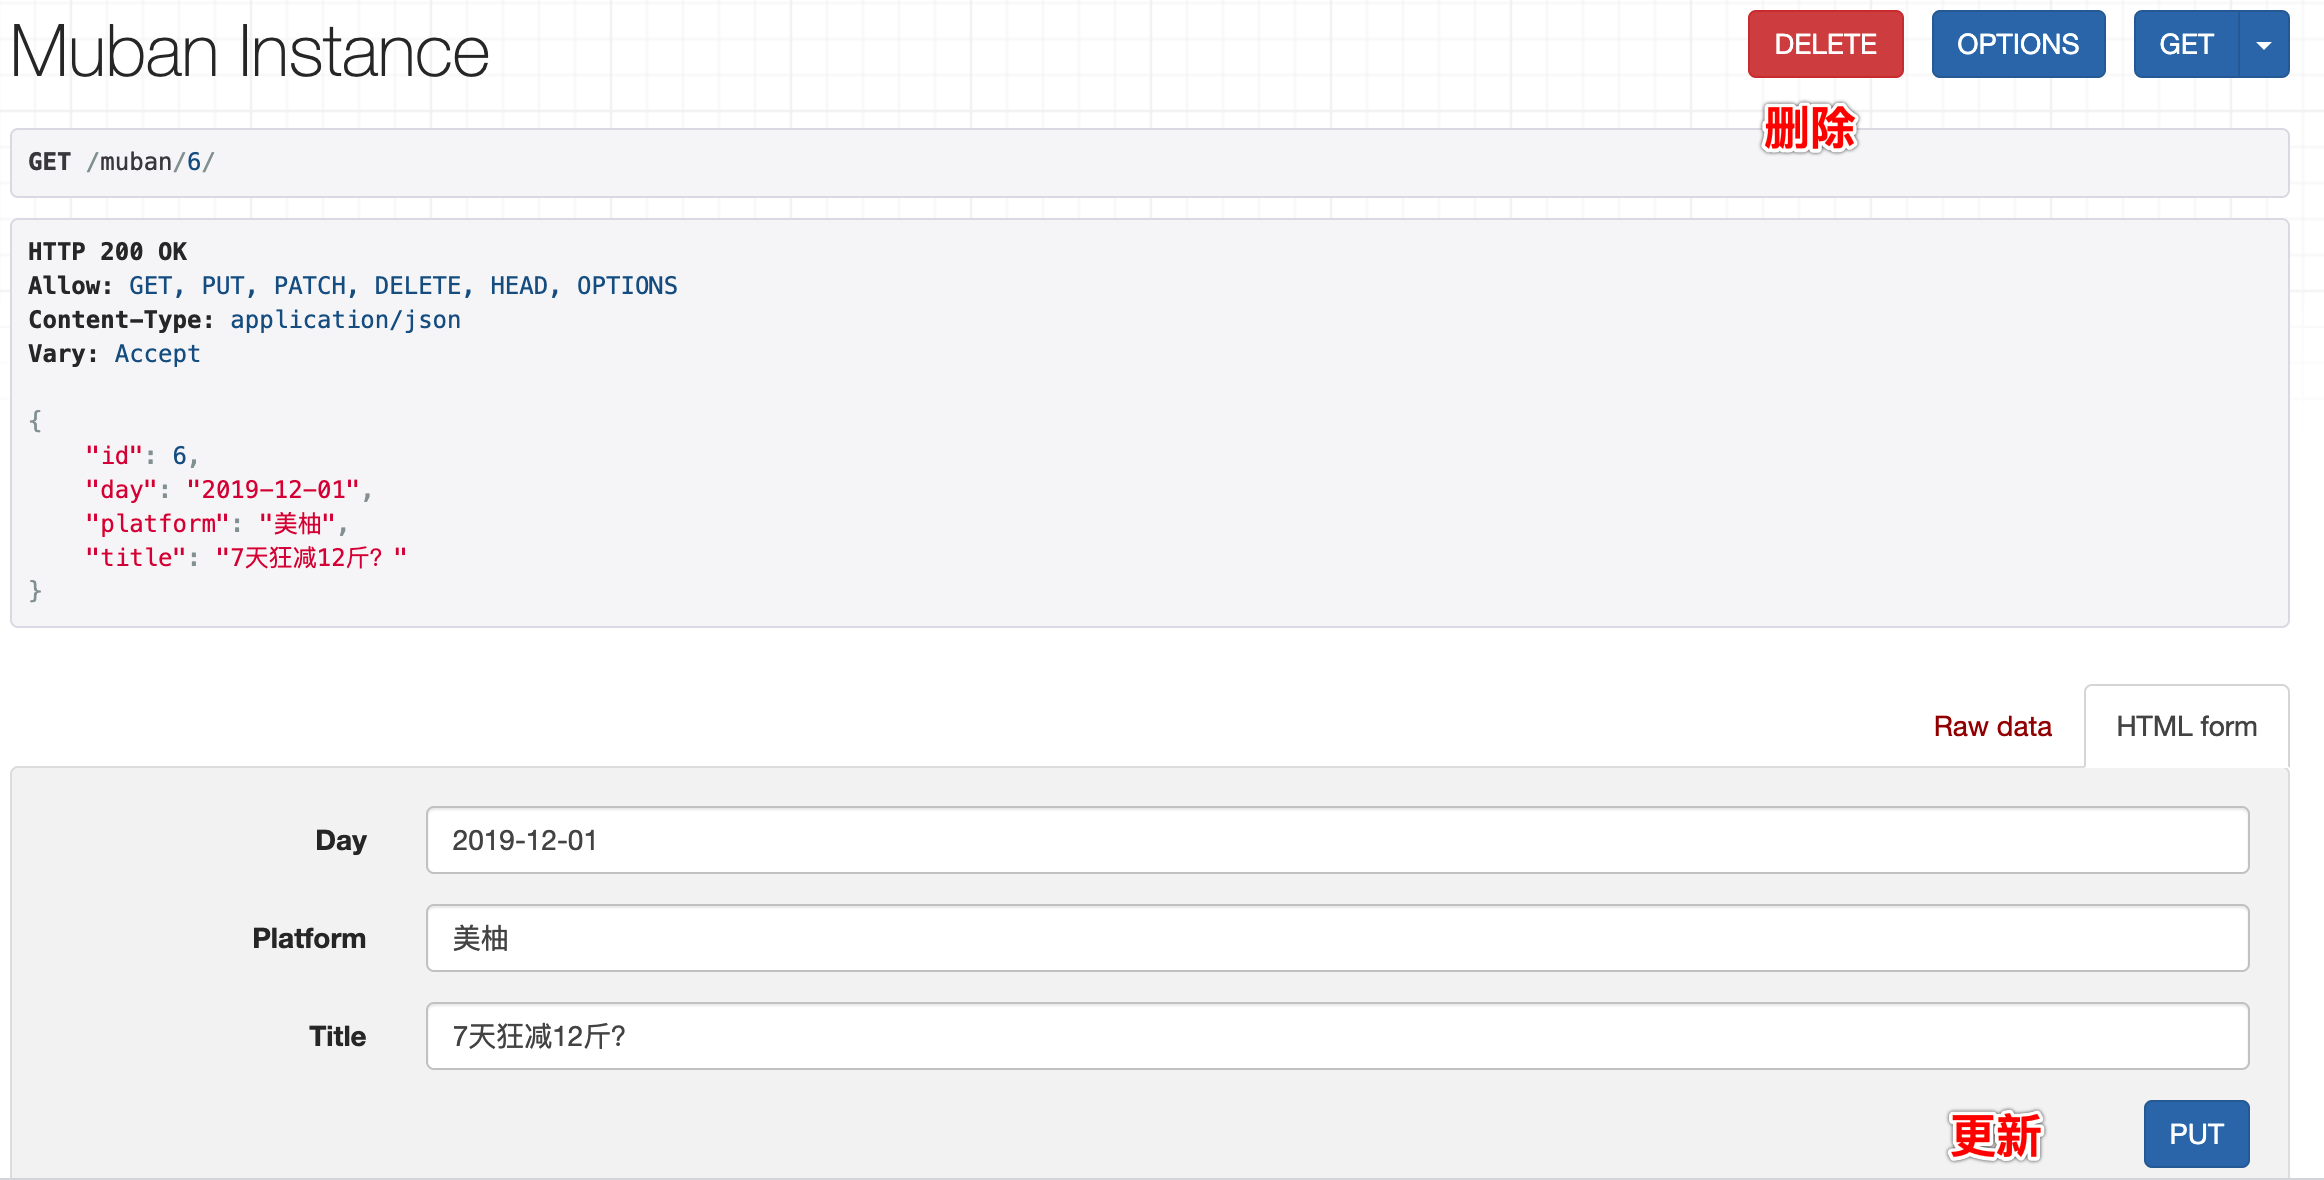 Muban Instance
DELETE
OPTIONS
GET
删除
GET /muban/6/
HTTP 200 OK
Allow: GET, PUT, PATCH, DELETE, HEAD, OPTIONS
Content-Type: application/json
Vary: Accept
{
    "id": 6,
    "day": "2019-12-01",
    "platform": "美柚",
    "title": "7天狂减12斤？"
}
Raw data
HTML form
Day
2019-12-01
Platform
美柚
Title
7天狂减12斤？
更新
PUT